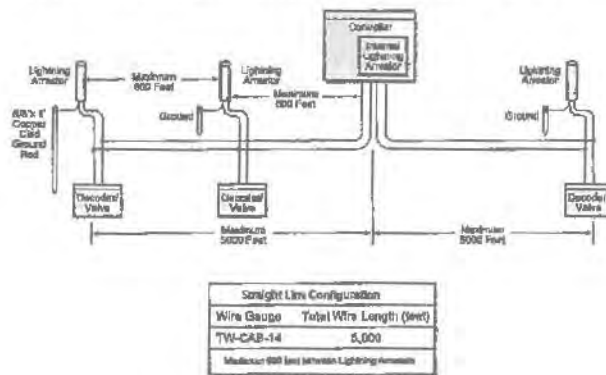 Controller
Internal
Lightning
Arrestor
Lightning
Arrestor
Maximum
600 Feet
Lightning
Arrestor
Maximum
600 Feet
Lightning
Arrestor
5/8"x 8'
Copper
Clad
Ground
Rod
Ground
Ground
Decoder/
Valve
Decoder/
Valve
Decoder/
Valve
Maximum
5000 Feet
Maximum
5000 Feet
Straight Line Configuration
Wire Gauge Total Wire Length (feet)
TW-CAB-14 5,000
Maximum 600 feet between Lightning Arrestors